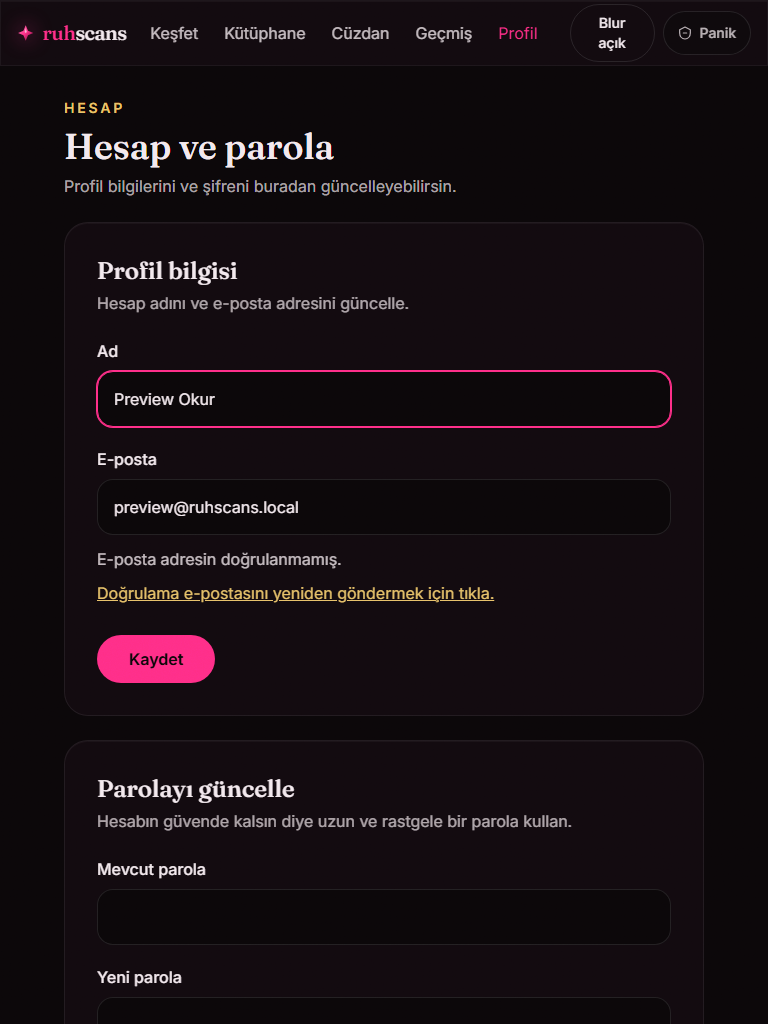 ruhscans Keşfet Kütüphane Cüzdan Geçmiş Profil Blur açık Panik
HESAP
Hesap ve parola
Profil bilgilerini ve şifreni buradan güncelleyebilirsin.
Profil bilgisi
Hesap adını ve e-posta adresini güncelle.
Ad
Preview Okur
E-posta
preview@ruhscans.local
E-posta adresin doğrulanmamış.
Doğrulama e-postasını yeniden göndermek için tıkla.
Kaydet
Parolayı güncelle
Hesabın güvende kalsın diye uzun ve rastgele bir parola kullan.
Mevcut parola
Yeni parola